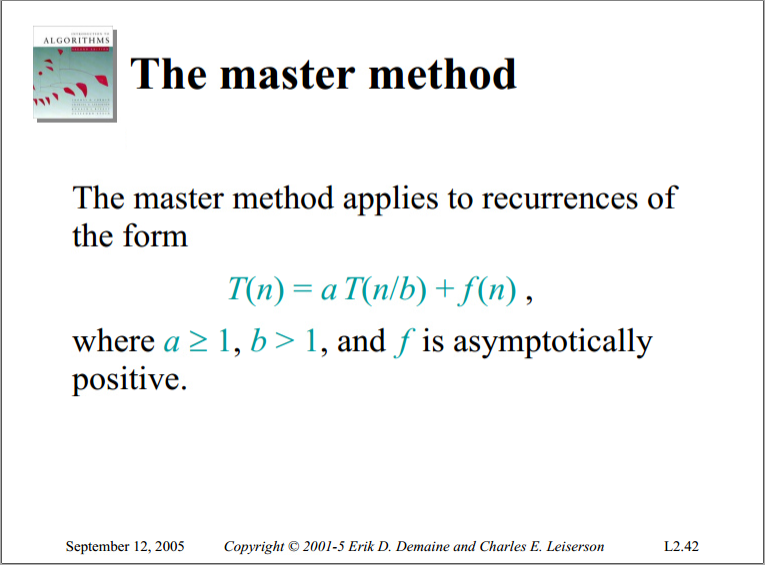 INTRODUCTION TO
ALGORITHMS
The master method
The master method applies to recurrences of
the form
T(n) = a T(n/b) + f(n) ,
where a ≥ 1, b > 1, and f is asymptotically
positive.
September 12, 2005 Copyright © 2001-5 Erik D. Demaine and Charles E. Leiserson L2.42